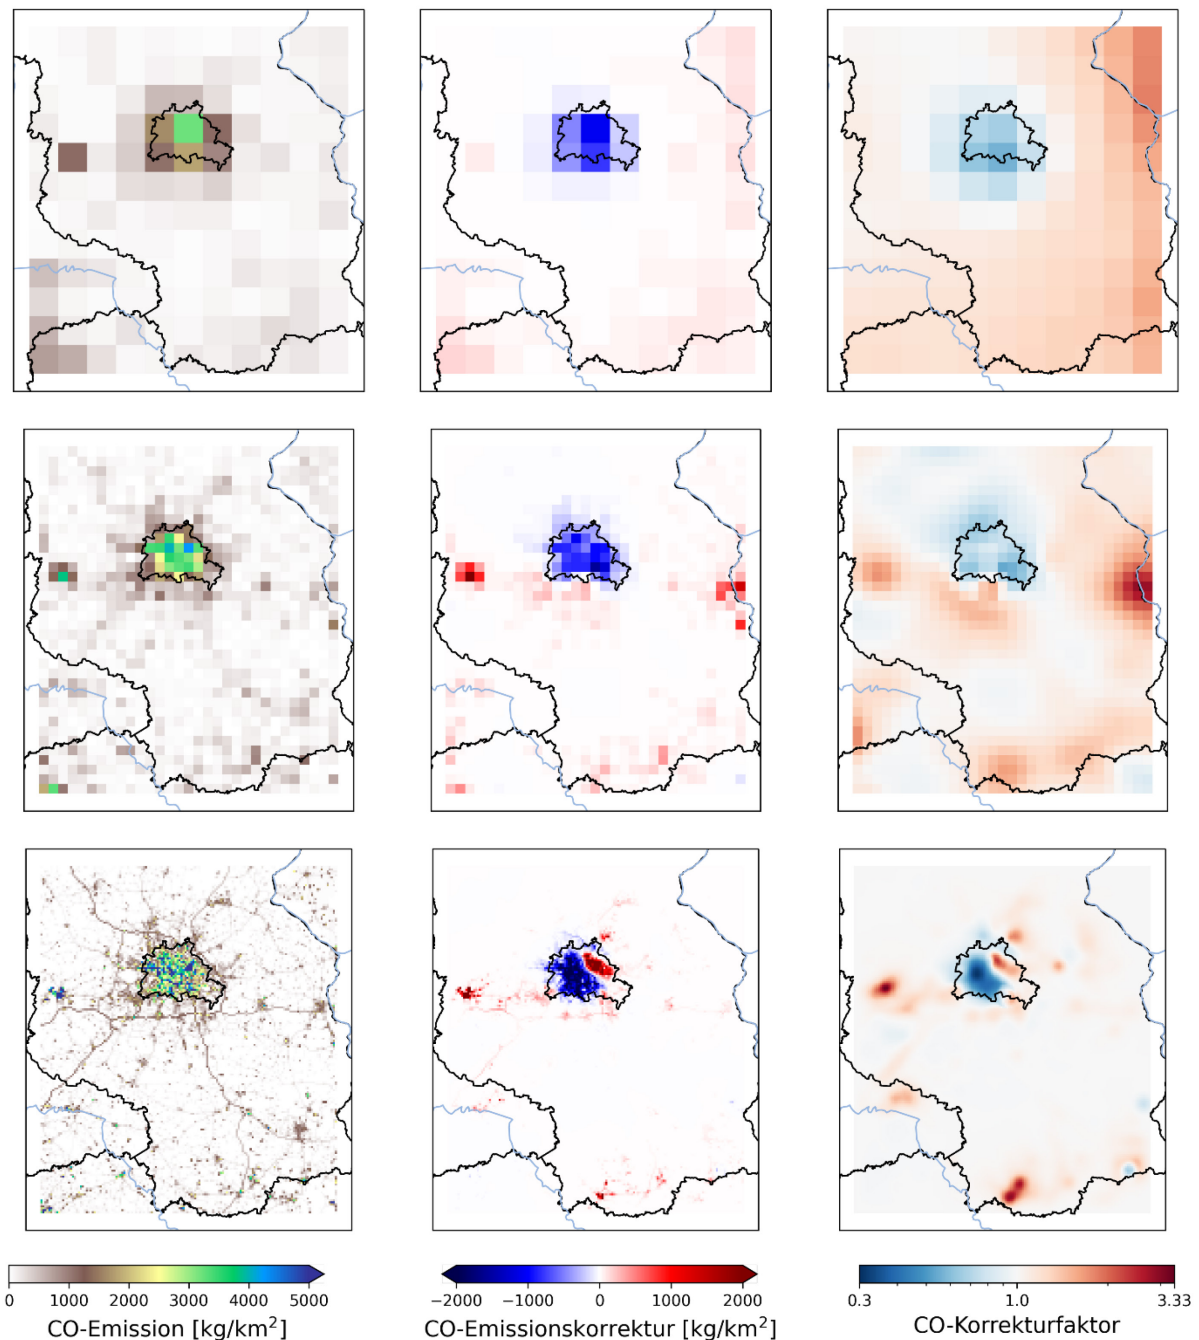 0 1000 2000 3000 4000 5000
CO-Emission [kg/km²]
−2000 −1000 0 1000 2000
CO-Emissionskorrektur [kg/km²]
0.3 1.0 3.33
CO-Korrekturfaktor